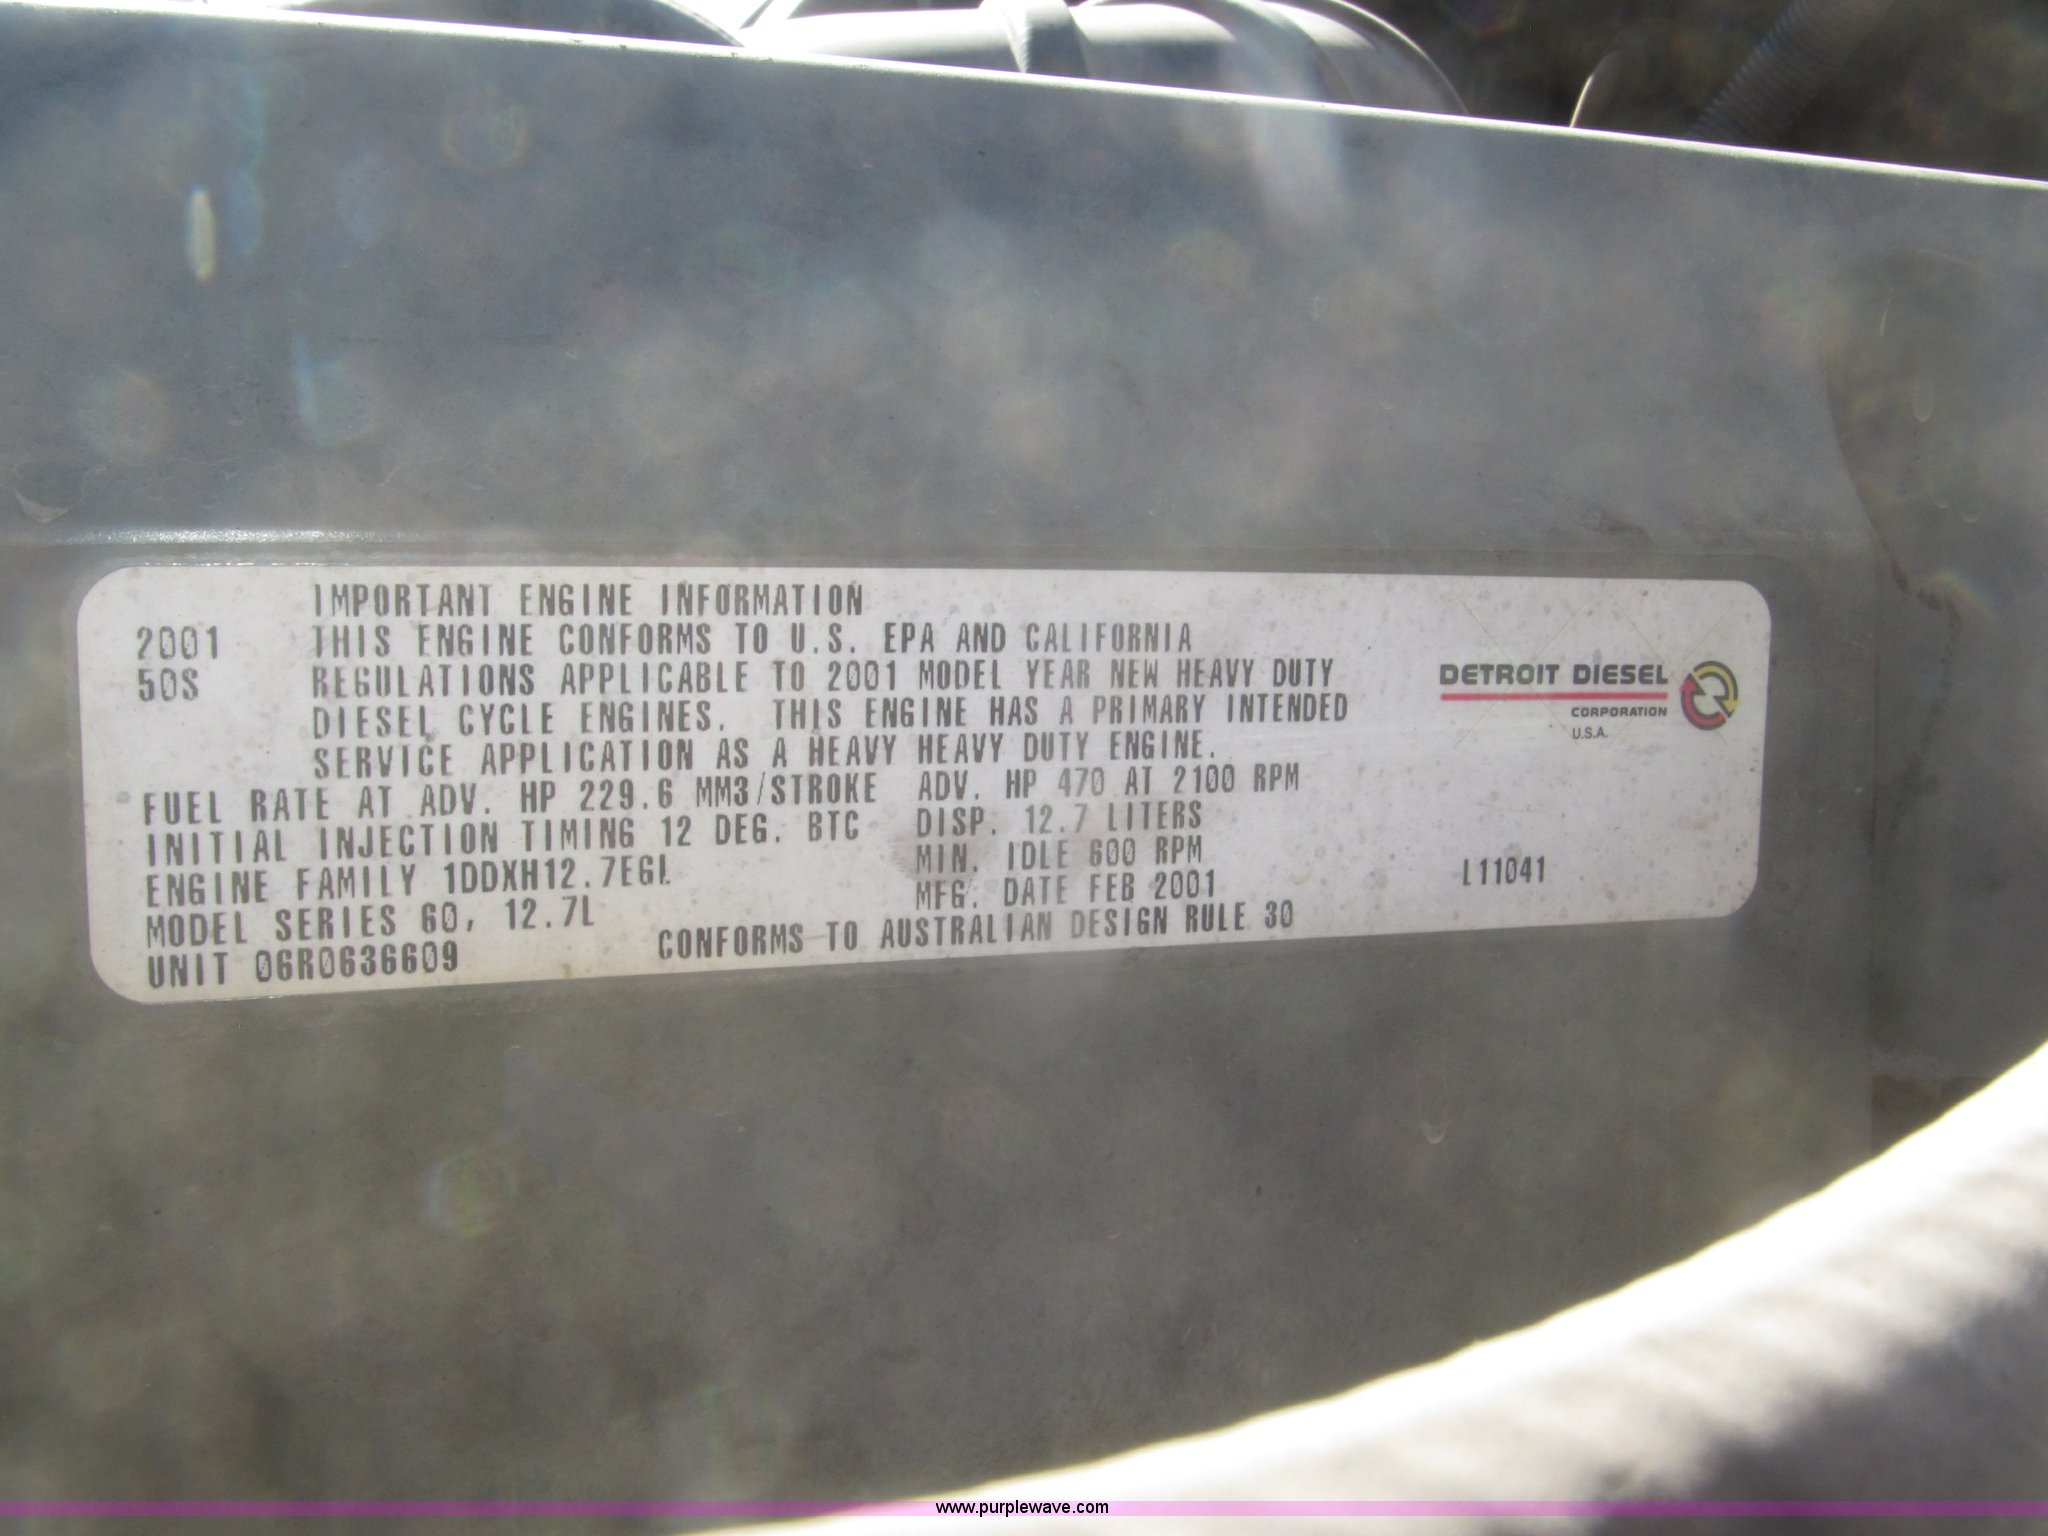 IMPORTANT ENGINE INFORMATION
2001 THIS ENGINE CONFORMS TO U.S. EPA AND CALIFORNIA
50S REGULATIONS APPLICABLE TO 2001 MODEL YEAR NEW HEAVY DUTY
DIESEL CYCLE ENGINES. THIS ENGINE HAS A PRIMARY INTENDED
SERVICE APPLICATION AS A HEAVY HEAVY DUTY ENGINE.
DETROIT DIESEL
CORPORATION
U.S.A.
FUEL RATE AT ADV. HP 229.6 MM3/STROKE ADV. HP 470 AT 2100 RPM
INITIAL INJECTION TIMING 12 DEG. BTC DISP. 12.7 LITERS
ENGINE FAMILY 1DDXH12.7EGL MIN. IDLE 600 RPM
MODEL SERIES 60, 12.7L MFG. DATE FEB 2001 L11041
UNIT 06R0636609 CONFORMS TO AUSTRALIAN DESIGN RULE 30
www.purplewave.com